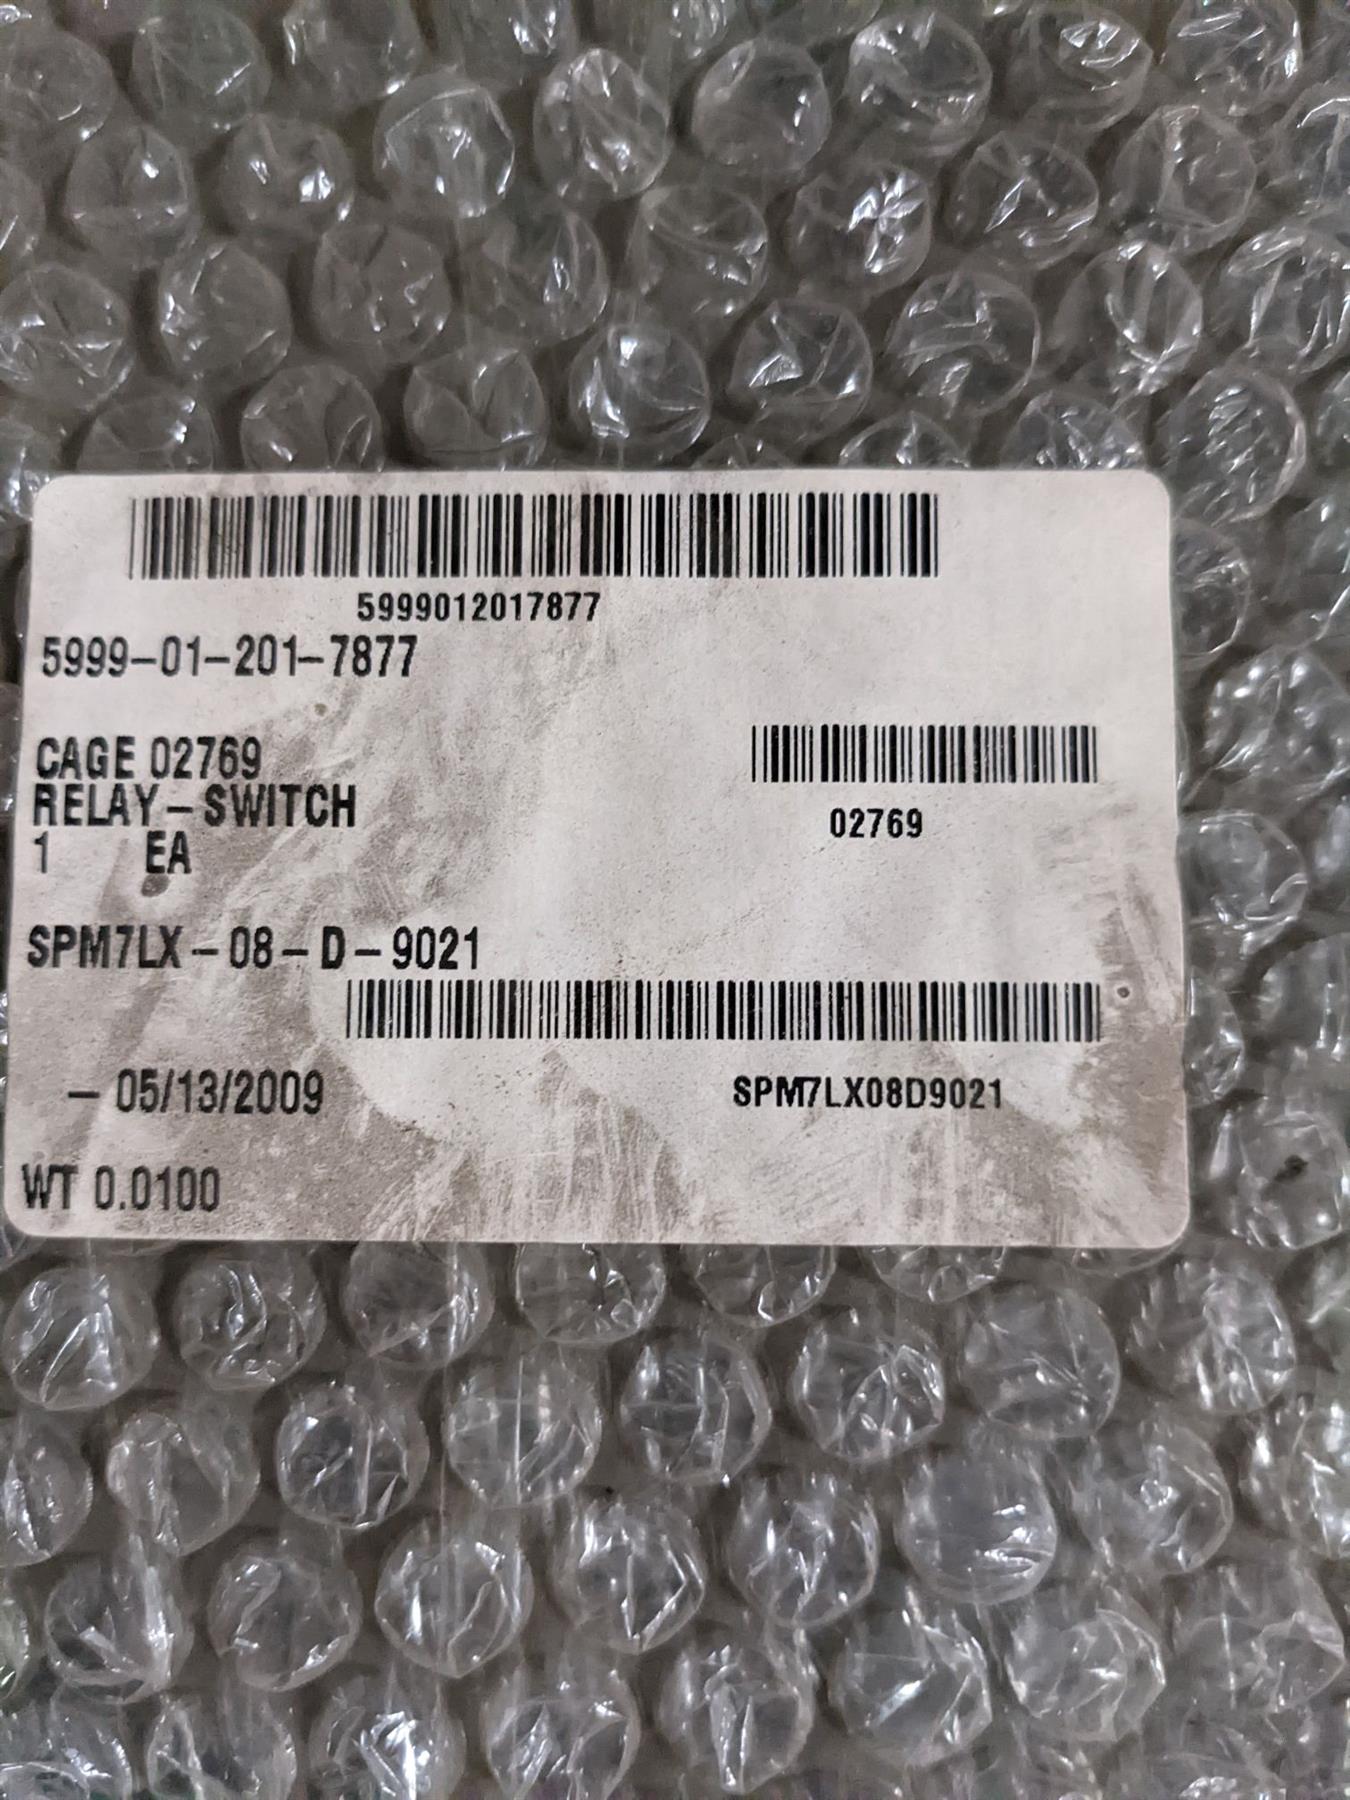 5999012017877
5999-01-201-7877
CAGE 02769
RELAY-SWITCH
02769
1 EA
SPM7LX-08-D-9021
- 05/13/2009
SPM7LX08D9021
WT 0.0100